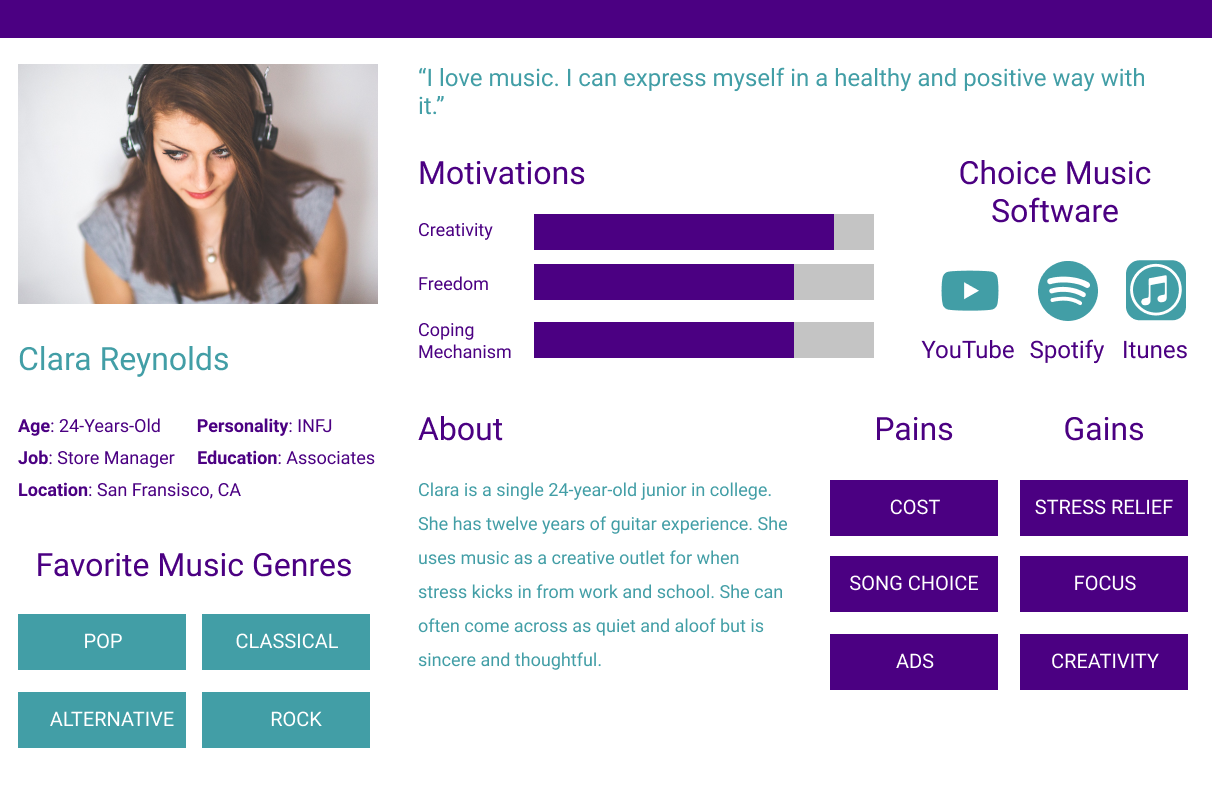 “I love music. I can express myself in a healthy and positive way with
it.”
Motivations
Creativity
Freedom
Coping
Mechanism
Choice Music
Software
YouTube
Spotify
Itunes
Clara Reynolds
Age: 24-Years-Old
Personality: INFJ
Job: Store Manager
Education: Associates
Location: San Fransisco, CA
Favorite Music Genres
POP
CLASSICAL
ALTERNATIVE
ROCK
About
Clara is a single 24-year-old junior in college.
She has twelve years of guitar experience. She
uses music as a creative outlet for when
stress kicks in from work and school. She can
often come across as quiet and aloof but is
sincere and thoughtful.
Pains
COST
SONG CHOICE
ADS
Gains
STRESS RELIEF
FOCUS
CREATIVITY